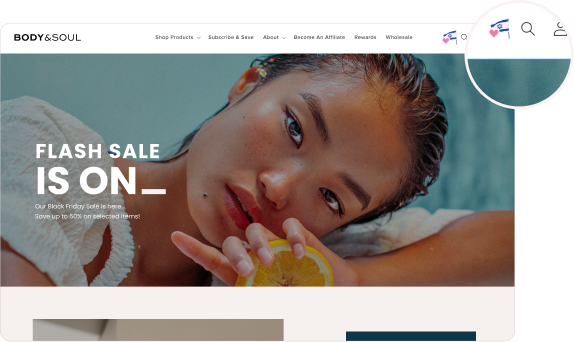 BODY&SOUL
Shop Products Subscribe & Save About Become An Affiliate Rewards Wholesale
FLASH SALE
IS ON_
Our Black Friday Sale is here.
Save up to 60% on selected items!